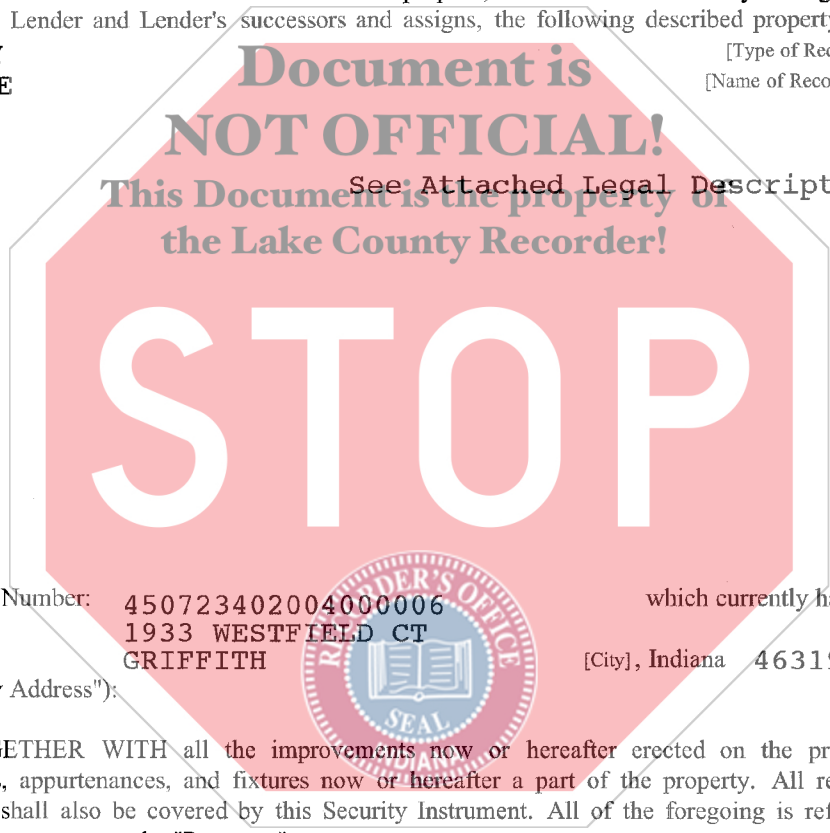 Lender and Lender's successors and assigns, the following described property
[Type of Rec
E [Name of Reco
Document is
NOT OFFICIAL!
This Document is the property of
See Attached Legal Descript
the Lake County Recorder!
STOP
Number: 450723402004000006 which currently ha
1933 WESTFIELD CT
GRIFFITH [City], Indiana 4631
Address"):
RECORDER'S OFFICE
SEAL
INDIANA
GETHER WITH all the improvements now or hereafter erected on the pr
s, appurtenances, and fixtures now or hereafter a part of the property. All re
shall also be covered by this Security Instrument. All of the foregoing is ref